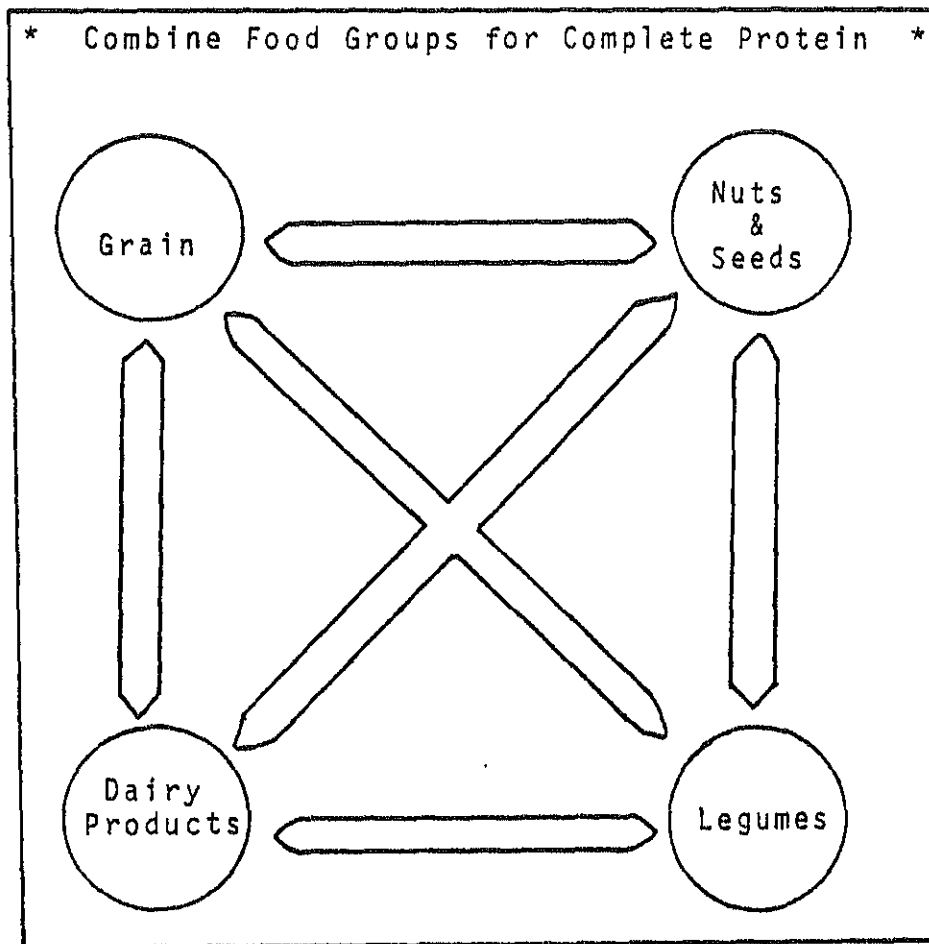 * Combine Food Groups for Complete Protein *
Grain
Nuts
&
Seeds
Dairy
Products
Legumes